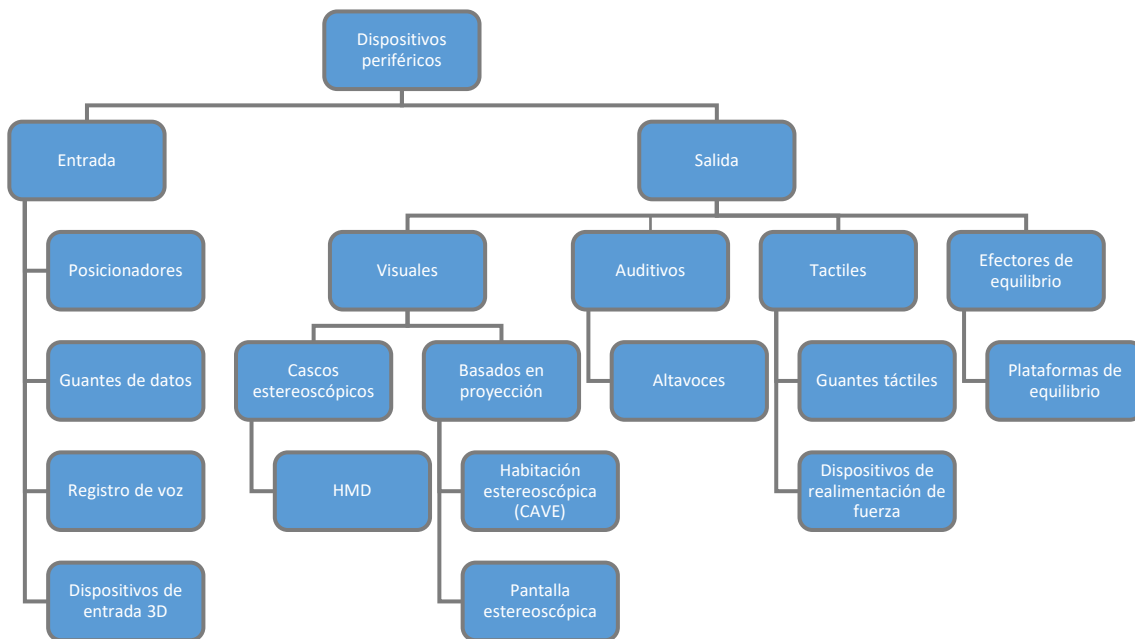 Dispositivos
periféricos
Entrada
Salida
Posicionadores
Visuales
Auditivos
Tactiles
Efectores de
equilibrio
Guantes de datos
Cascos
estereoscópicos
Basados en
proyección
Altavoces
Guantes táctiles
Plataformas de
equilibrio
Registro de voz
HMD
Habitación
estereoscópica
(CAVE)
Dispositivos de
realimentación de
fuerza
Dispositivos de
entrada 3D
Pantalla
estereoscópica